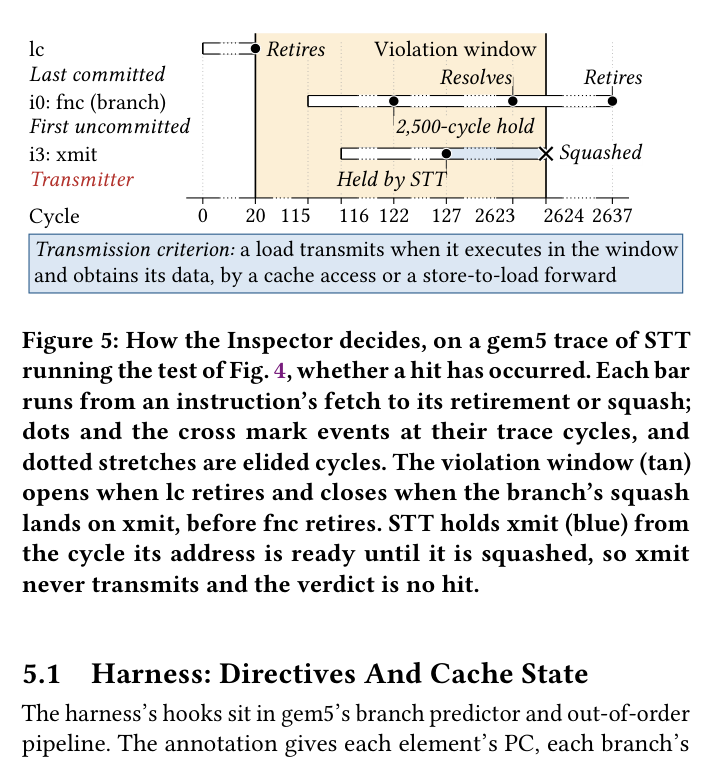 lc Retires Violation window
Last committed Resolves Retires
i0: fnc (branch)
First uncommitted 2,500-cycle hold
i3: xmit Squashed
Transmitter Held by STT
Cycle 0 20 115 116 122 127 2623 2624 2637
Transmission criterion: a load transmits when it executes in the window
and obtains its data, by a cache access or a store-to-load forward
Figure 5: How the Inspector decides, on a gem5 trace of STT
running the test of Fig. 4, whether a hit has occurred. Each bar
runs from an instruction's fetch to its retirement or squash;
dots and the cross mark events at their trace cycles, and
dotted stretches are elided cycles. The violation window (tan)
opens when lc retires and closes when the branch's squash
lands on xmit, before fnc retires. STT holds xmit (blue) from
the cycle its address is ready until it is squashed, so xmit
never transmits and the verdict is no hit.
5.1 Harness: Directives And Cache State
The harness's hooks sit in gem5's branch predictor and out-of-order
pipeline. The annotation gives each element's PC, each branch's